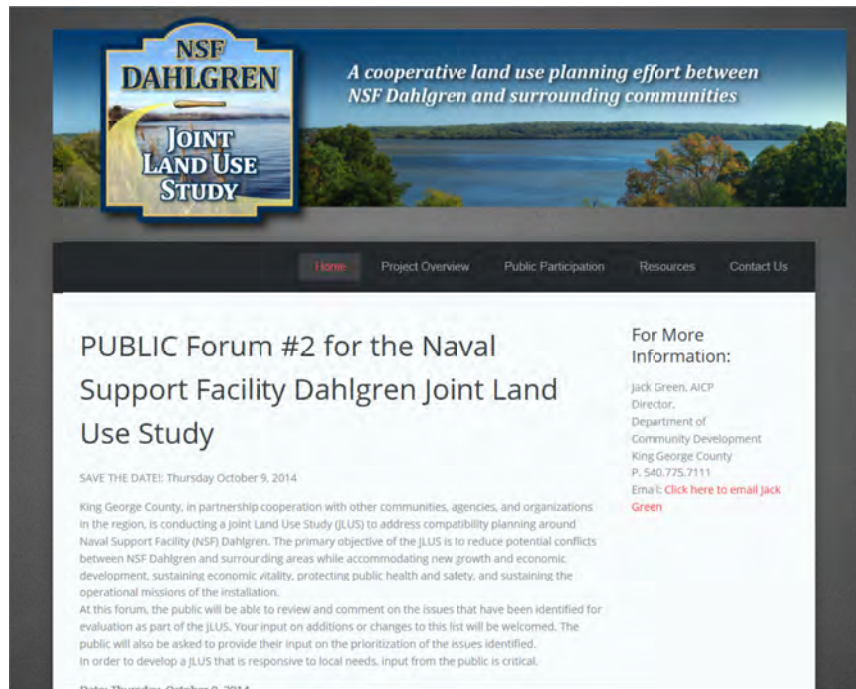 NSF
DAHLGREN
JOINT
LAND USE
STUDY
A cooperative land use planning effort between
NSF Dahlgren and surrounding communities
Home Project Overview Public Participation Resources Contact Us
PUBLIC Forum #2 for the Naval
Support Facility Dahlgren Joint Land
Use Study
SAVE THE DATE!: Thursday October 9, 2014
King George County, in partnership cooperation with other communities, agencies, and organizations
in the region, is conducting a Joint Land Use Study (JLUS) to address compatibility planning around
Naval Support Facility (NSF) Dahlgren. The primary objective of the JLUS is to reduce potential conflicts
between NSF Dahlgren and surrounding areas while accommodating new growth and economic
development, sustaining economic vitality, protecting public health and safety, and sustaining the
operational missions of the installation.
At this forum, the public will be able to review and comment on the issues that have been identified for
evaluation as part of the JLUS. Your input on additions or changes to this list will be welcomed. The
public will also be asked to provide their input on the prioritization of the issues identified.
In order to develop a JLUS that is responsive to local needs, input from the public is critical.
Date: Thursday, October 9, 2014
For More
Information:
Jack Green, AICP
Director,
Department of
Community Development
King George County
P. 540.775.7111
Email: Click here to email Jack
Green